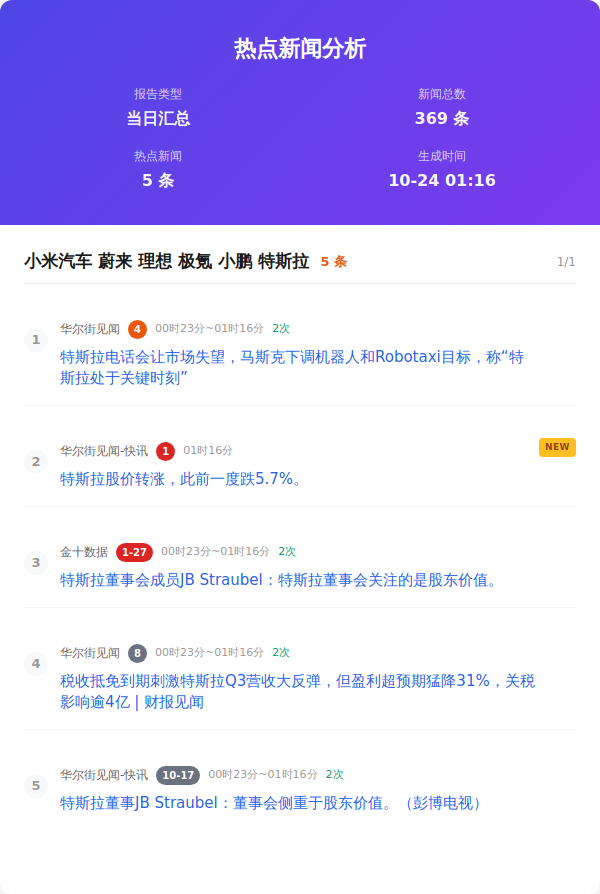 热点新闻分析
报告类型
当日汇总
新闻总数
369 条
热点新闻
5 条
生成时间
10-24 01:16
小米汽车 蔚来 理想 极氪 小鹏 特斯拉 5 条 1/1
1
华尔街见闻 4 00时23分~01时16分 2次
特斯拉电话会让市场失望，马斯克下调机器人和Robotaxi目标，称“特
斯拉处于关键时刻”
2
华尔街见闻-快讯 1 01时16分 NEW
特斯拉股价转涨，此前一度跌5.7%。
3
金十数据 1-27 00时23分~01时16分 2次
特斯拉董事会成员JB Straubel：特斯拉董事会关注的是股东价值。
4
华尔街见闻 8 00时23分~01时16分 2次
税收抵免到期刺激特斯拉Q3营收大反弹，但盈利超预期猛降31%，关税
影响逾4亿 | 财报见闻
5
华尔街见闻-快讯 10-17 00时23分~01时16分 2次
特斯拉董事JB Straubel：董事会侧重于股东价值。（彭博电视）